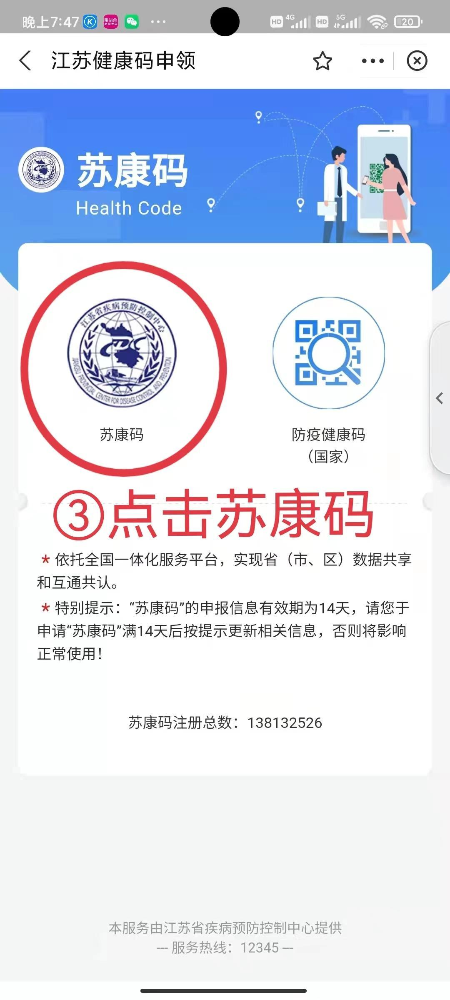 晚上7:47
唯品会
HD 4G HD 5G 20
江苏健康码申领
苏康码
Health Code
江苏省疾病预防控制中心
CDC
JIANGSU PROVINCIAL CENTER FOR DISEASE CONTROL AND PREVENTION
苏康码
防疫健康码
（国家）
③点击苏康码
* 依托全国一体化服务平台，实现省（市、区）数据共享
和互通共认。
* 特别提示：“苏康码”的申报信息有效期为14天，请您于
申请“苏康码”满14天后按提示更新相关信息，否则将影响
正常使用！
苏康码注册总数：138132526
本服务由江苏省疾病预防控制中心提供
--- 服务热线：12345 ---